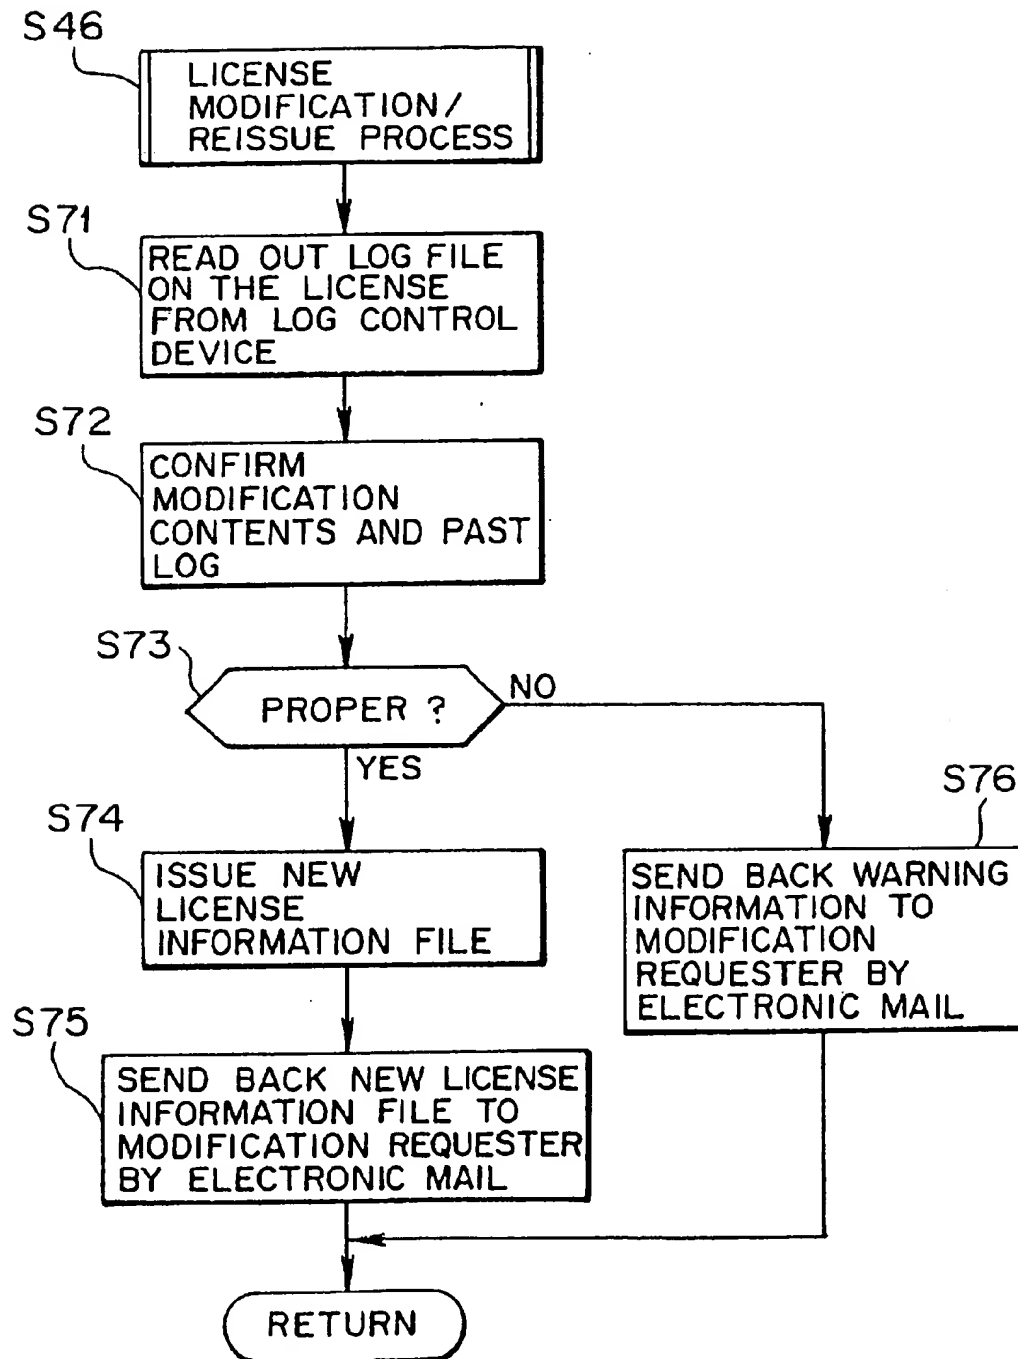 S46
LICENSE
MODIFICATION/
REISSUE PROCESS
S71
READ OUT LOG FILE
ON THE LICENSE
FROM LOG CONTROL
DEVICE
S72
CONFIRM
MODIFICATION
CONTENTS AND PAST
LOG
S73
PROPER ?
NO
YES
S74
ISSUE NEW
LICENSE
INFORMATION FILE
S76
SEND BACK WARNING
INFORMATION TO
MODIFICATION
REQUESTER BY
ELECTRONIC MAIL
S75
SEND BACK NEW LICENSE
INFORMATION FILE TO
MODIFICATION REQUESTER
BY ELECTRONIC MAIL
RETURN